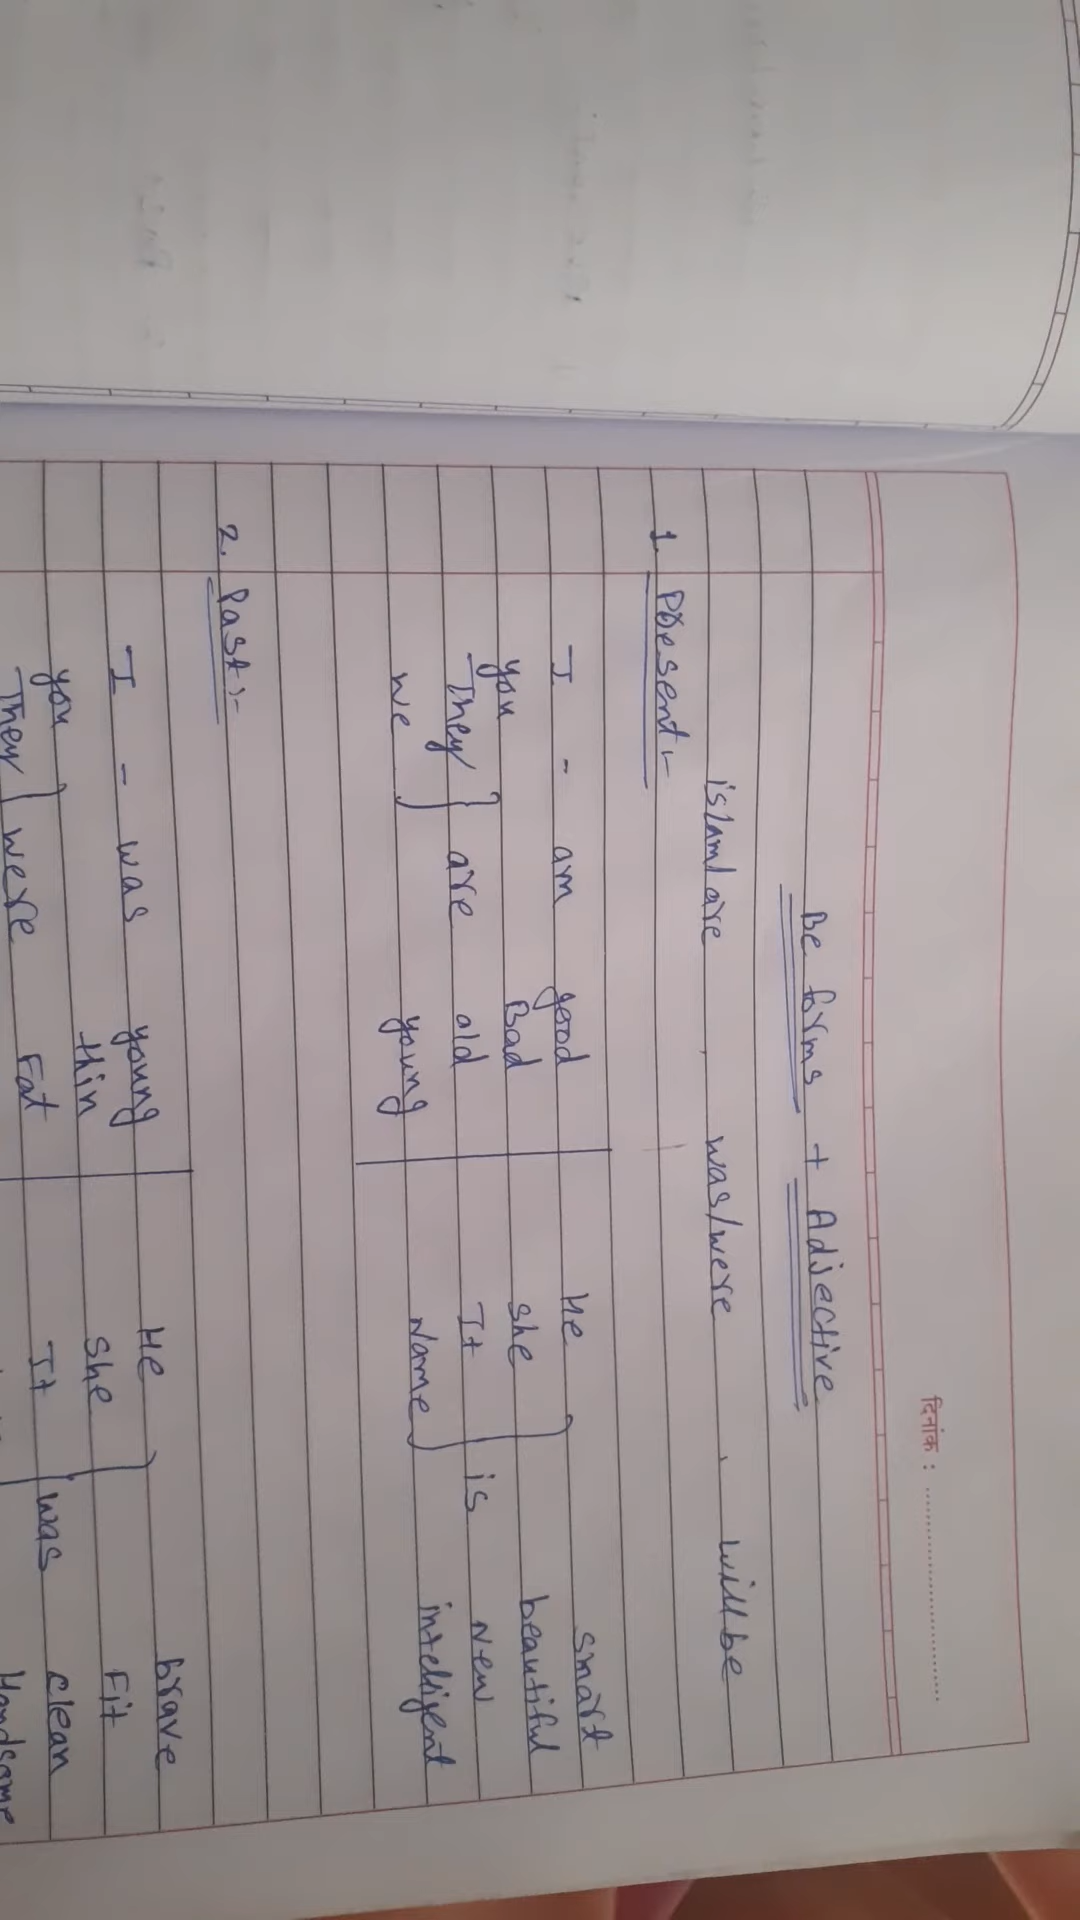 दिनांक : ..............................
Be forms + Adjective
is/am/are , was/were , will be
1. Present :-
I - am good He smart
you Bad she beautiful
They are old It is New
we young Name intelligent
2. Past :-
I - was young He brave
you thin she Fit
They were Fat It was clean
Handsome